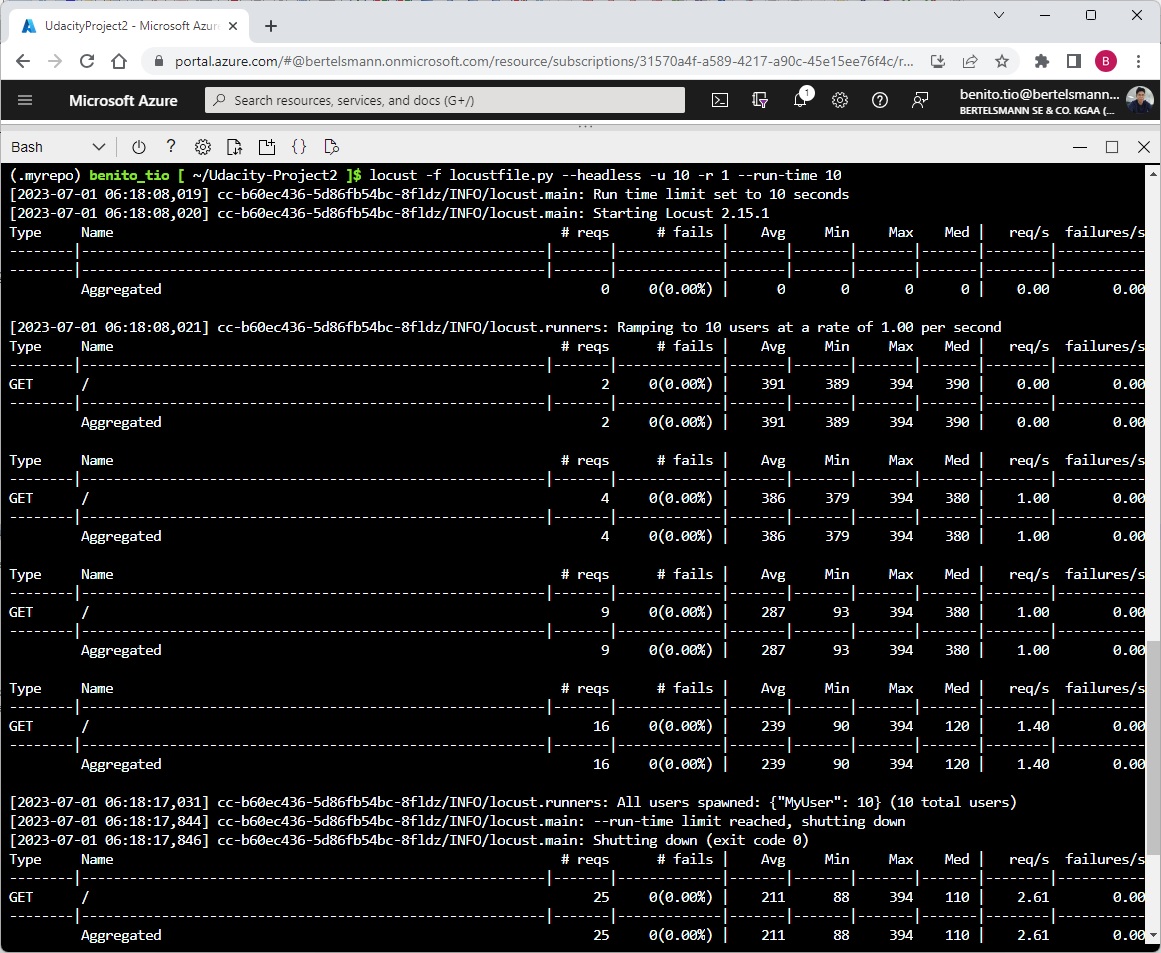 UdacityProject2 - Microsoft Azur
portal.azure.com/#@bertelsmann.onmicrosoft.com/resource/subscriptions/31570a4f-a589-4217-a90c-45e15ee76f4c/r...
B
Microsoft Azure
Search resources, services, and docs (G+/)
1
benito.tio@bertelsmann...
BERTELSMANN SE & CO. KGAA (...
Bash
(.myrepo) benito_tio [ ~/Udacity-Project2 ]$ locust -f locustfile.py --headless -u 10 -r 1 --run-time 10
[2023-07-01 06:18:08,019] cc-b60ec436-5d86fb54bc-8fldz/INFO/locust.main: Run time limit set to 10 seconds
[2023-07-01 06:18:08,020] cc-b60ec436-5d86fb54bc-8fldz/INFO/locust.main: Starting Locust 2.15.1
Type Name # reqs # fails | Avg Min Max Med | req/s failures/s
--------|----------------------------------------------------------|-------|-------------|-------|-------|-------|-------|--------|-----------
--------|----------------------------------------------------------|-------|-------------|-------|-------|-------|-------|--------|-----------
Aggregated 0 0(0.00%) | 0 0 0 0 | 0.00 0.00
[2023-07-01 06:18:08,021] cc-b60ec436-5d86fb54bc-8fldz/INFO/locust.runners: Ramping to 10 users at a rate of 1.00 per second
Type Name # reqs # fails | Avg Min Max Med | req/s failures/s
--------|----------------------------------------------------------|-------|-------------|-------|-------|-------|-------|--------|-----------
GET / 2 0(0.00%) | 391 389 394 390 | 0.00 0.00
--------|----------------------------------------------------------|-------|-------------|-------|-------|-------|-------|--------|-----------
Aggregated 2 0(0.00%) | 391 389 394 390 | 0.00 0.00
Type Name # reqs # fails | Avg Min Max Med | req/s failures/s
--------|----------------------------------------------------------|-------|-------------|-------|-------|-------|-------|--------|-----------
GET / 4 0(0.00%) | 386 379 394 380 | 1.00 0.00
--------|----------------------------------------------------------|-------|-------------|-------|-------|-------|-------|--------|-----------
Aggregated 4 0(0.00%) | 386 379 394 380 | 1.00 0.00
Type Name # reqs # fails | Avg Min Max Med | req/s failures/s
--------|----------------------------------------------------------|-------|-------------|-------|-------|-------|-------|--------|-----------
GET / 9 0(0.00%) | 287 93 394 380 | 1.00 0.00
--------|----------------------------------------------------------|-------|-------------|-------|-------|-------|-------|--------|-----------
Aggregated 9 0(0.00%) | 287 93 394 380 | 1.00 0.00
Type Name # reqs # fails | Avg Min Max Med | req/s failures/s
--------|----------------------------------------------------------|-------|-------------|-------|-------|-------|-------|--------|-----------
GET / 16 0(0.00%) | 239 90 394 120 | 1.40 0.00
--------|----------------------------------------------------------|-------|-------------|-------|-------|-------|-------|--------|-----------
Aggregated 16 0(0.00%) | 239 90 394 120 | 1.40 0.00
[2023-07-01 06:18:17,031] cc-b60ec436-5d86fb54bc-8fldz/INFO/locust.runners: All users spawned: {"MyUser": 10} (10 total users)
[2023-07-01 06:18:17,844] cc-b60ec436-5d86fb54bc-8fldz/INFO/locust.main: --run-time limit reached, shutting down
[2023-07-01 06:18:17,846] cc-b60ec436-5d86fb54bc-8fldz/INFO/locust.main: Shutting down (exit code 0)
Type Name # reqs # fails | Avg Min Max Med | req/s failures/s
--------|----------------------------------------------------------|-------|-------------|-------|-------|-------|-------|--------|-----------
GET / 25 0(0.00%) | 211 88 394 110 | 2.61 0.00
--------|----------------------------------------------------------|-------|-------------|-------|-------|-------|-------|--------|-----------
Aggregated 25 0(0.00%) | 211 88 394 110 | 2.61 0.00